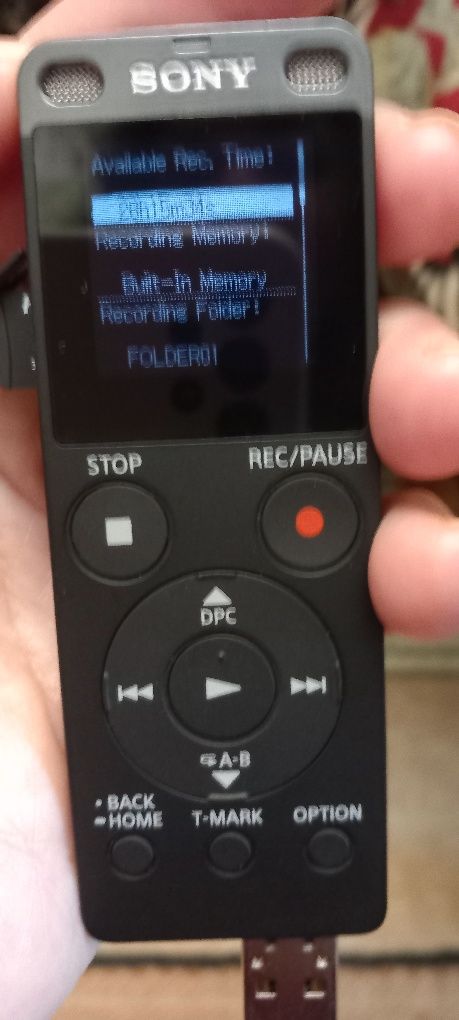 SONY
Available Rec. Time:
Recording Memory:
Built-In Memory
Recording Folder:
FOLDER01
STOP
REC/PAUSE
DPC
A-B
BACK
HOME
T-MARK
OPTION